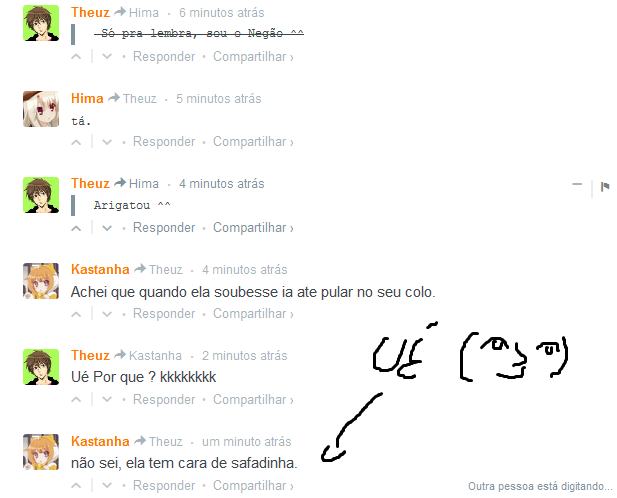 Theuz Hima • 6 minutos atrás
Só pra lembra, sou o Negão ^^
• Responder • Compartilhar ›
Hima Theuz • 5 minutos atrás
tá.
• Responder • Compartilhar ›
Theuz Hima • 4 minutos atrás
Arigatou ^^
• Responder • Compartilhar ›
Kastanha Theuz • 4 minutos atrás
Achei que quando ela soubesse ia ate pular no seu colo.
• Responder • Compartilhar ›
Theuz Kastanha • 2 minutos atrás
Ué Por que ? kkkkkkkk
• Responder • Compartilhar ›
UÉ
Kastanha Theuz • um minuto atrás
não sei, ela tem cara de safadinha.
• Responder • Compartilhar ›
Outra pessoa está digitando...